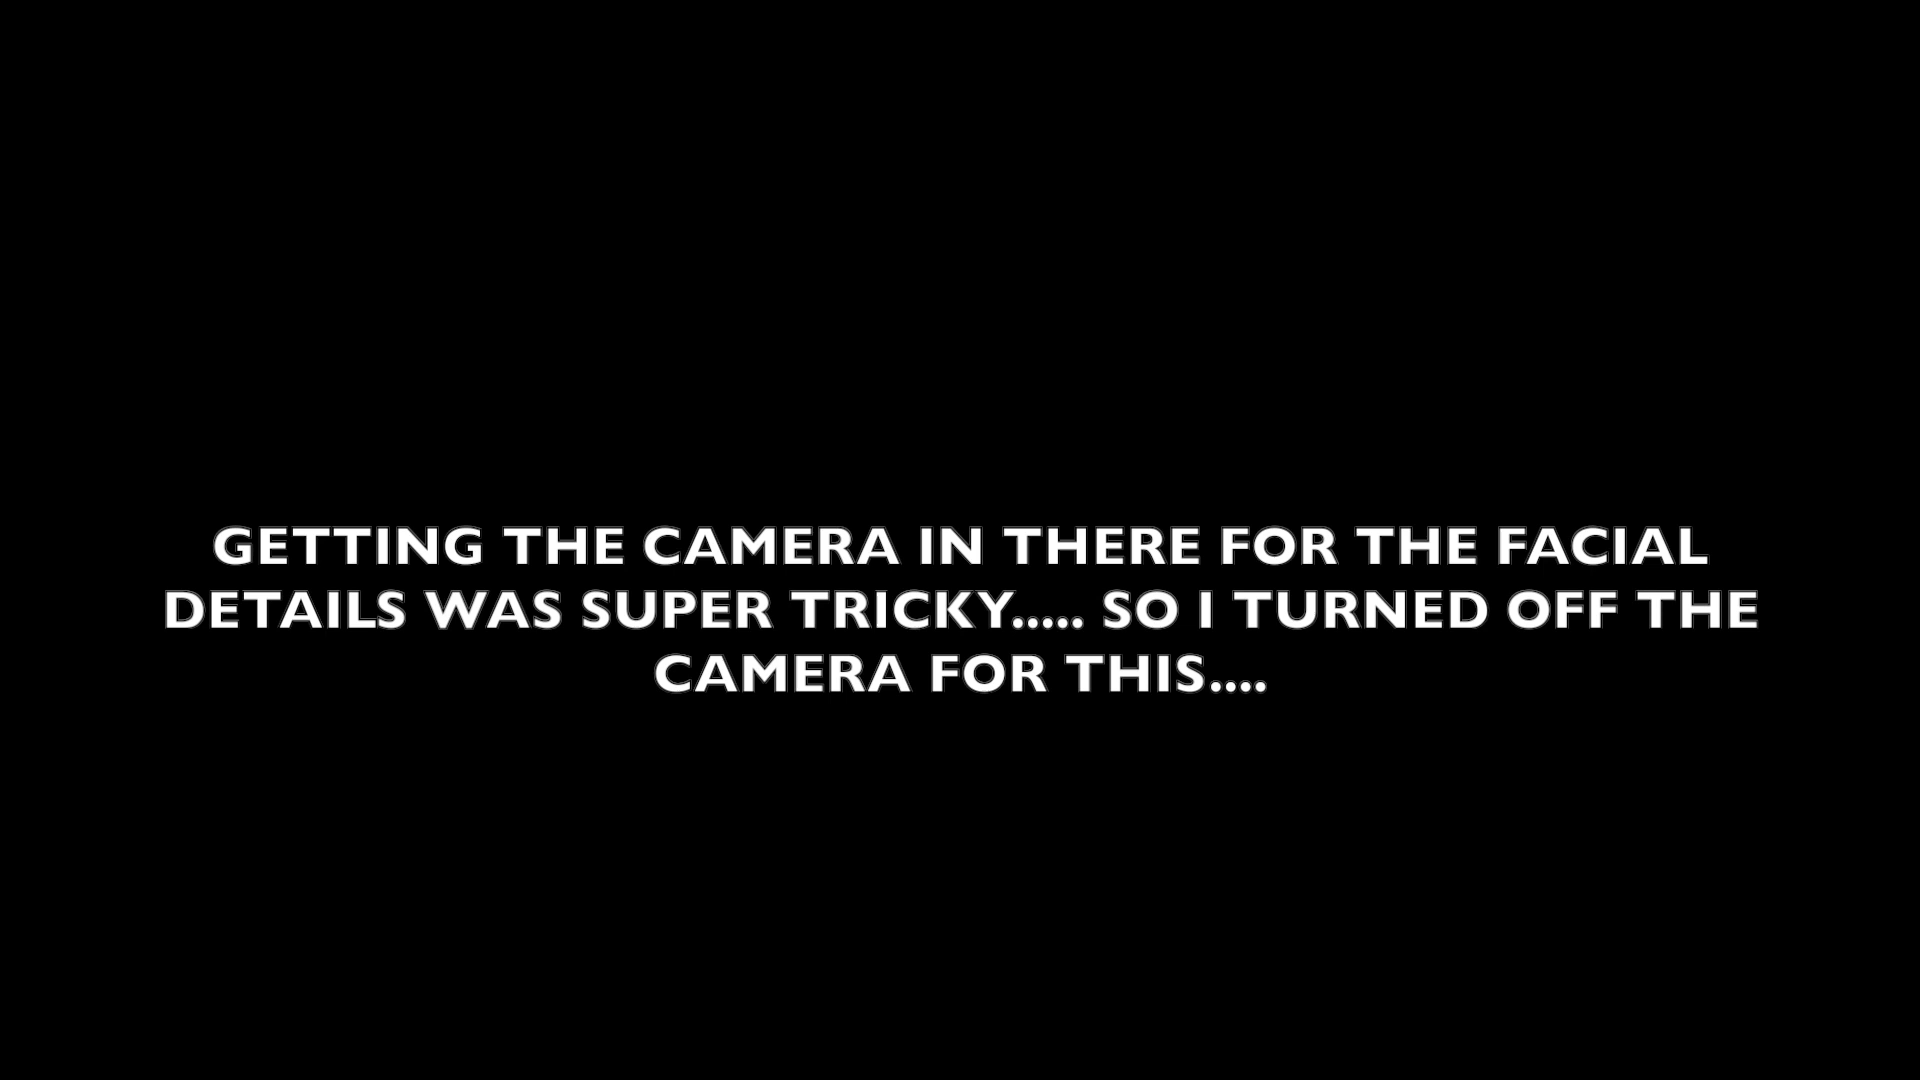 GETTING THE CAMERA IN THERE FOR THE FACIAL
DETAILS WAS SUPER TRICKY..... SO I TURNED OFF THE
CAMERA FOR THIS....